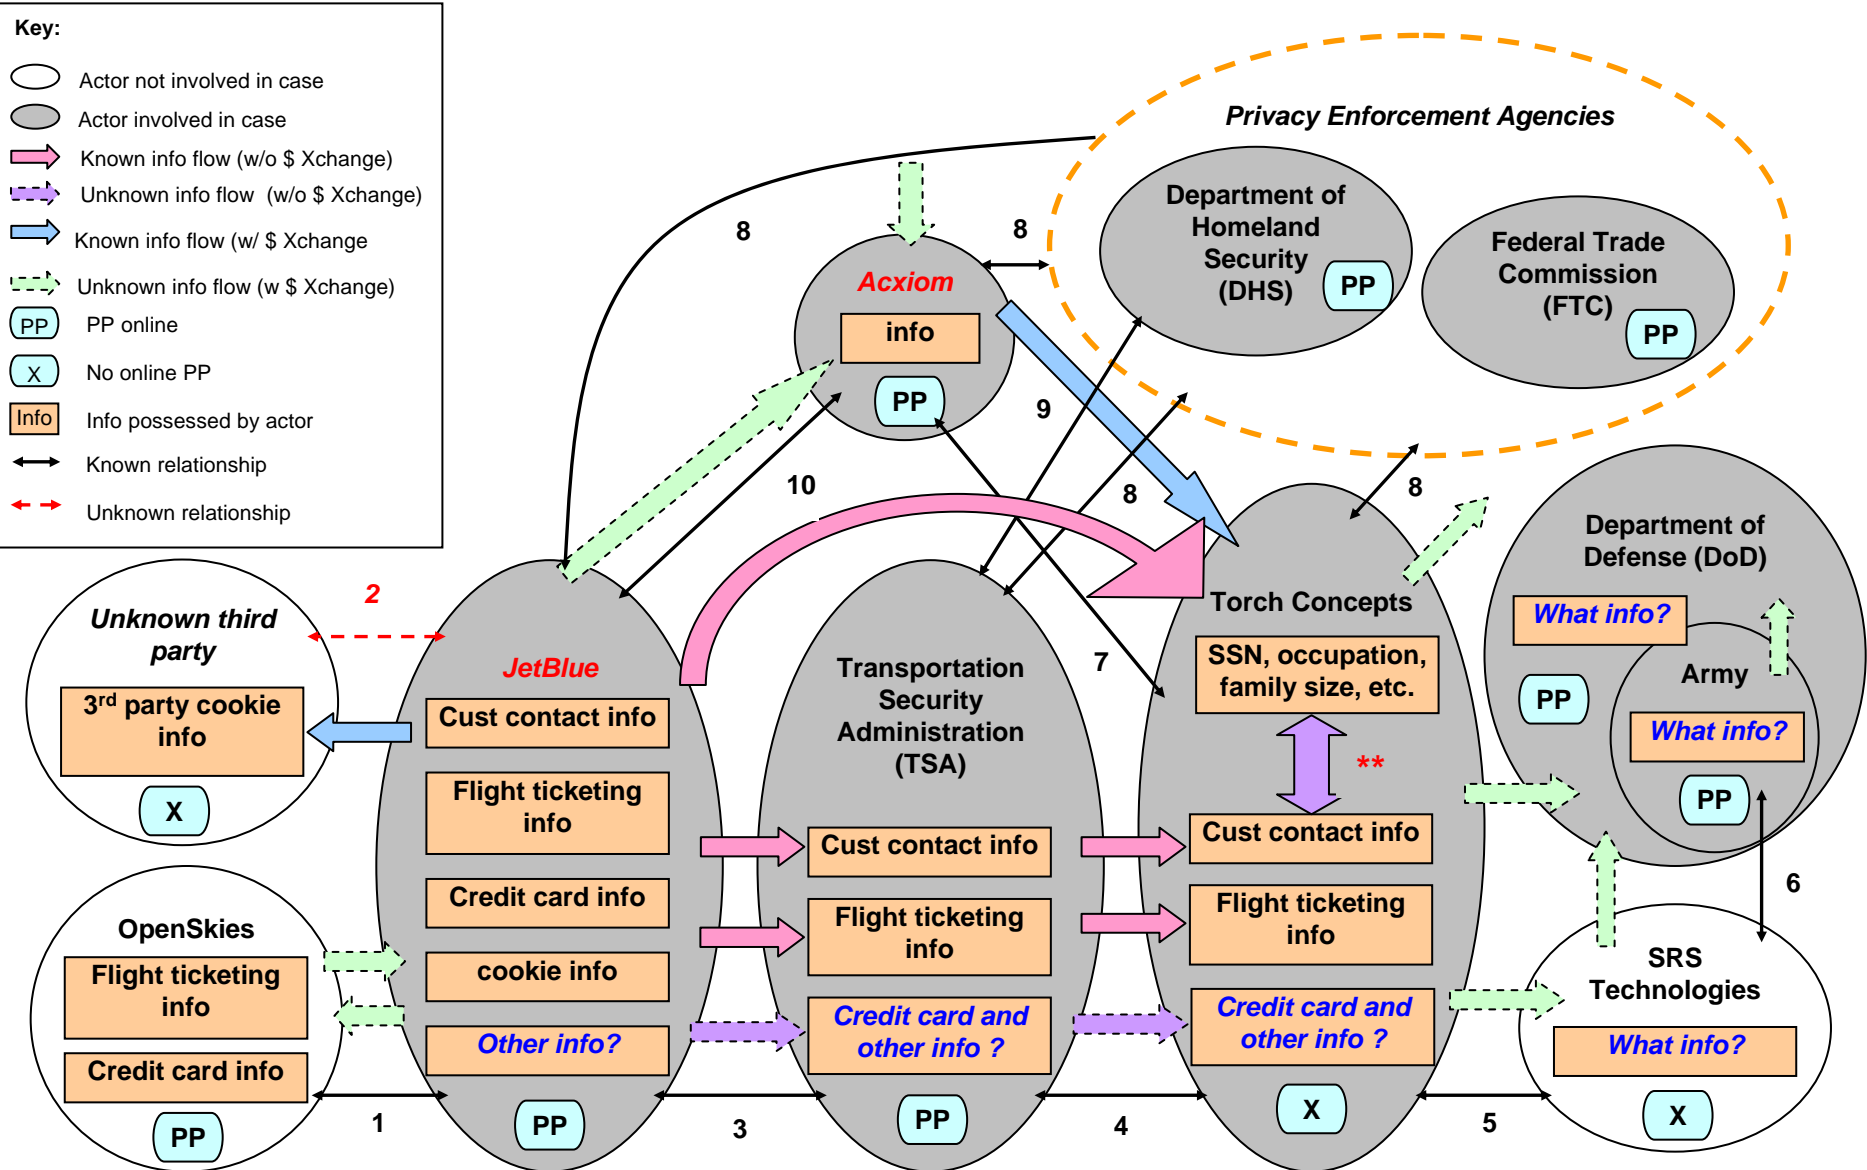 Key:
Actor not involved in case
Actor involved in case
Known info flow (w/o $ Xchange)
Unknown info flow (w/o $ Xchange)
Known info flow (w/ $ Xchange
Unknown info flow (w $ Xchange)
PP PP online
X No online PP
Info Info possessed by actor
Known relationship
Unknown relationship
Privacy Enforcement Agencies
Department of
Homeland
Security
(DHS)
PP
Federal Trade
Commission
(FTC)
PP
8
8
Acxiom
info
PP
9
10
8
8
7
2
Unknown third
party
3rd party cookie
info
X
OpenSkies
Flight ticketing
info
Credit card info
PP
1
JetBlue
Cust contact info
Flight ticketing
info
Credit card info
cookie info
Other info?
PP
3
Transportation
Security
Administration
(TSA)
Cust contact info
Flight ticketing
info
Credit card and
other info ?
PP
4
Torch Concepts
SSN, occupation,
family size, etc.
**
Cust contact info
Flight ticketing
info
Credit card and
other info ?
X
5
Department of
Defense (DoD)
What info?
PP
Army
What info?
PP
6
SRS
Technologies
What info?
X